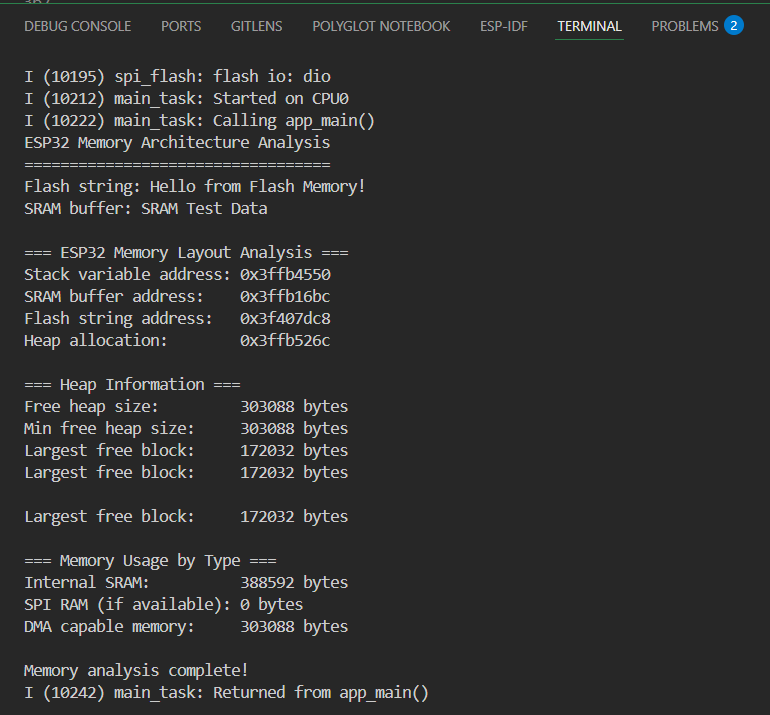 DEBUG CONSOLE PORTS GITLENS POLYGLOT NOTEBOOK ESP-IDF TERMINAL PROBLEMS 2
I (10195) spi_flash: flash io: dio
I (10212) main_task: Started on CPU0
I (10222) main_task: Calling app_main()
ESP32 Memory Architecture Analysis
==================================
Flash string: Hello from Flash Memory!
SRAM buffer: SRAM Test Data
=== ESP32 Memory Layout Analysis ===
Stack variable address: 0x3ffb4550
SRAM buffer address:    0x3ffb16bc
Flash string address:   0x3f407dc8
Heap allocation:        0x3ffb526c
=== Heap Information ===
Free heap size:         303088 bytes
Min free heap size:     303088 bytes
Largest free block:     172032 bytes
Largest free block:     172032 bytes
Largest free block:     172032 bytes
=== Memory Usage by Type ===
Internal SRAM:          388592 bytes
SPI RAM (if available): 0 bytes
DMA capable memory:     303088 bytes
Memory analysis complete!
I (10242) main_task: Returned from app_main()